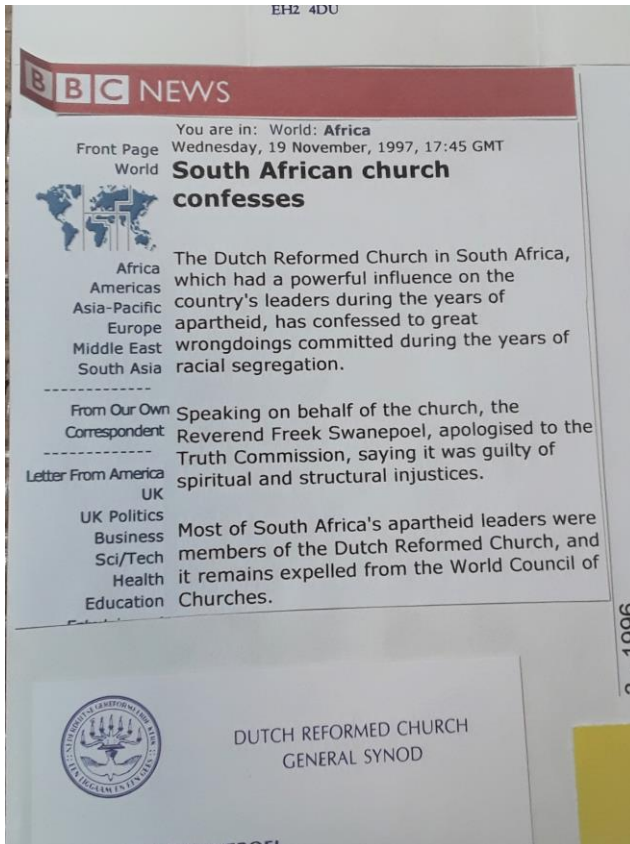 EH2 4DU
BBC NEWS
You are in: World: Africa
Wednesday, 19 November, 1997, 17:45 GMT
South African church
confesses
The Dutch Reformed Church in South Africa,
which had a powerful influence on the
country's leaders during the years of
apartheid, has confessed to great
wrongdoings committed during the years of
racial segregation.
Speaking on behalf of the church, the
Reverend Freek Swanepoel, apologised to the
Truth Commission, saying it was guilty of
spiritual and structural injustices.
Most of South Africa's apartheid leaders were
members of the Dutch Reformed Church, and
it remains expelled from the World Council of
Churches.
Front Page
World
Africa
Americas
Asia-Pacific
Europe
Middle East
South Asia
From Our Own
Correspondent
Letter From America
UK
UK Politics
Business
Sci/Tech
Health
Education
1996
DUTCH REFORMED CHURCH
GENERAL SYNOD